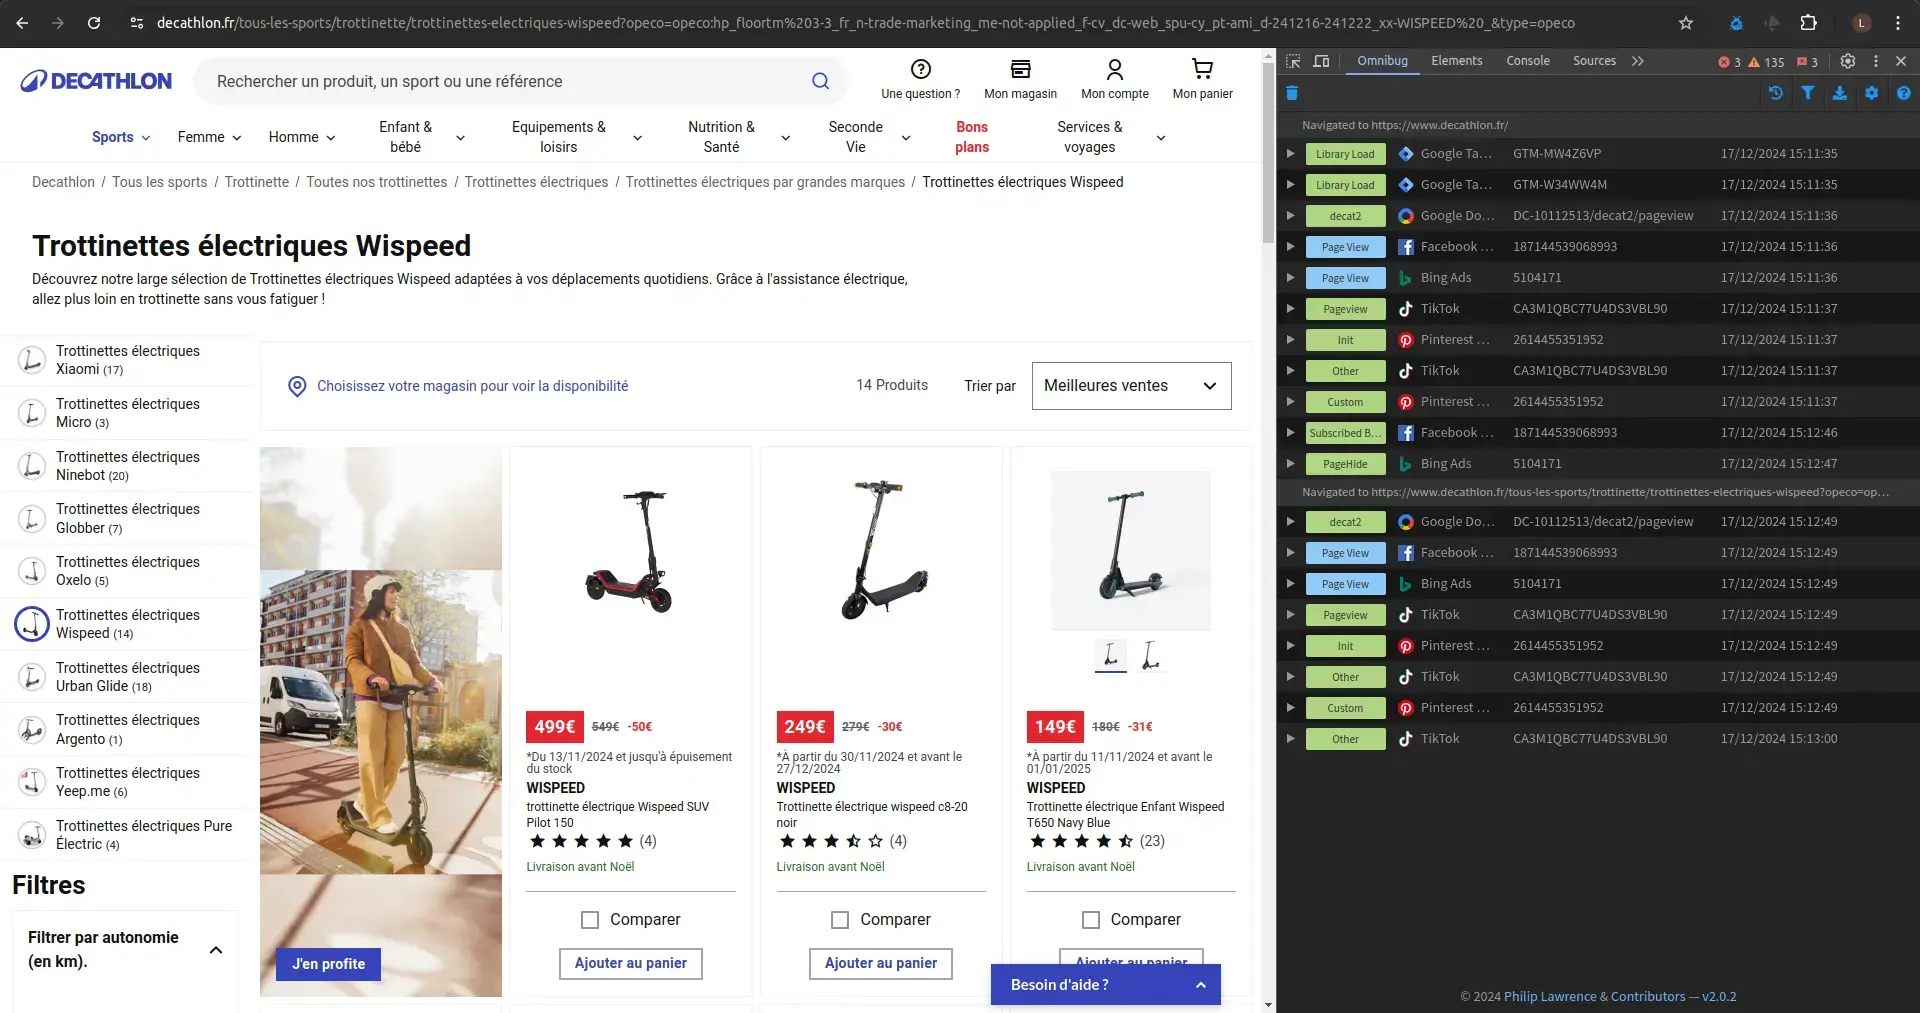 decathlon.fr/tous-les-sports/trottinette/trottinettes-electriques-wispeed?opeco=opeco:hp_floortm%203-3_fr_n-trade-marketing_me-not-applied_f-cv_dc-web_spu-cy_pt-ami_d-241216-241222_xx-WISPEED%20_&type=opeco
L
DECATHLON
Rechercher un produit, un sport ou une référence
Une question ?
Mon magasin
Mon compte
Mon panier
Sports
Femme
Homme
Enfant &
bébé
Equipements &
loisirs
Nutrition &
Santé
Seconde
Vie
Bons
plans
Services &
voyages
Decathlon / Tous les sports / Trottinette / Toutes nos trottinettes / Trottinettes électriques / Trottinettes électriques par grandes marques / Trottinettes électriques Wispeed
Trottinettes électriques Wispeed
Découvrez notre large sélection de Trottinettes électriques Wispeed adaptées à vos déplacements quotidiens. Grâce à l'assistance électrique,
allez plus loin en trottinette sans vous fatiguer !
Trottinettes électriques
Xiaomi (17)
Trottinettes électriques
Micro (3)
Trottinettes électriques
Ninebot (20)
Trottinettes électriques
Globber (7)
Trottinettes électriques
Oxelo (5)
Trottinettes électriques
Wispeed (14)
Trottinettes électriques
Urban Glide (18)
Trottinettes électriques
Argento (1)
Trottinettes électriques
Yeep.me (6)
Trottinettes électriques Pure
Électric (4)
Filtres
Filtrer par autonomie
(en km).
Choisissez votre magasin pour voir la disponibilité
14 Produits
Trier par
Meilleures ventes
J'en profite
499€ 549€ -50€
*Du 13/11/2024 et jusqu'à épuisement
du stock
WISPEED
trottinette électrique Wispeed SUV
Pilot 150
(4)
Livraison avant Noël
Comparer
Ajouter au panier
249€ 279€ -30€
*À partir du 30/11/2024 et avant le
27/12/2024
WISPEED
Trottinette électrique wispeed c8-20
noir
(4)
Livraison avant Noël
Comparer
Ajouter au panier
149€ 180€ -31€
*À partir du 11/11/2024 et avant le
01/01/2025
WISPEED
Trottinette électrique Enfant Wispeed
T650 Navy Blue
(23)
Livraison avant Noël
Comparer
Ajouter au panier
Besoin d'aide ?
Omnibug Elements Console Sources 3 135 3
Navigated to https://www.decathlon.fr/
Library Load Google Ta... GTM-MW4Z6VP 17/12/2024 15:11:35
Library Load Google Ta... GTM-W34WW4M 17/12/2024 15:11:35
decat2 Google Do... DC-10112513/decat2/pageview 17/12/2024 15:11:36
Page View Facebook ... 187144539068993 17/12/2024 15:11:36
Page View Bing Ads 5104171 17/12/2024 15:11:36
Pageview TikTok CA3M1QBC77U4DS3VBL90 17/12/2024 15:11:37
Init Pinterest ... 2614455351952 17/12/2024 15:11:37
Other TikTok CA3M1QBC77U4DS3VBL90 17/12/2024 15:11:37
Custom Pinterest ... 2614455351952 17/12/2024 15:11:37
Subscribed B... Facebook ... 187144539068993 17/12/2024 15:12:46
PageHide Bing Ads 5104171 17/12/2024 15:12:47
Navigated to https://www.decathlon.fr/tous-les-sports/trottinette/trottinettes-electriques-wispeed?opeco=op...
decat2 Google Do... DC-10112513/decat2/pageview 17/12/2024 15:12:49
Page View Facebook ... 187144539068993 17/12/2024 15:12:49
Page View Bing Ads 5104171 17/12/2024 15:12:49
Pageview TikTok CA3M1QBC77U4DS3VBL90 17/12/2024 15:12:49
Init Pinterest ... 2614455351952 17/12/2024 15:12:49
Other TikTok CA3M1QBC77U4DS3VBL90 17/12/2024 15:12:49
Custom Pinterest ... 2614455351952 17/12/2024 15:12:49
Other TikTok CA3M1QBC77U4DS3VBL90 17/12/2024 15:13:00
© 2024 Philip Lawrence & Contributors — v2.0.2